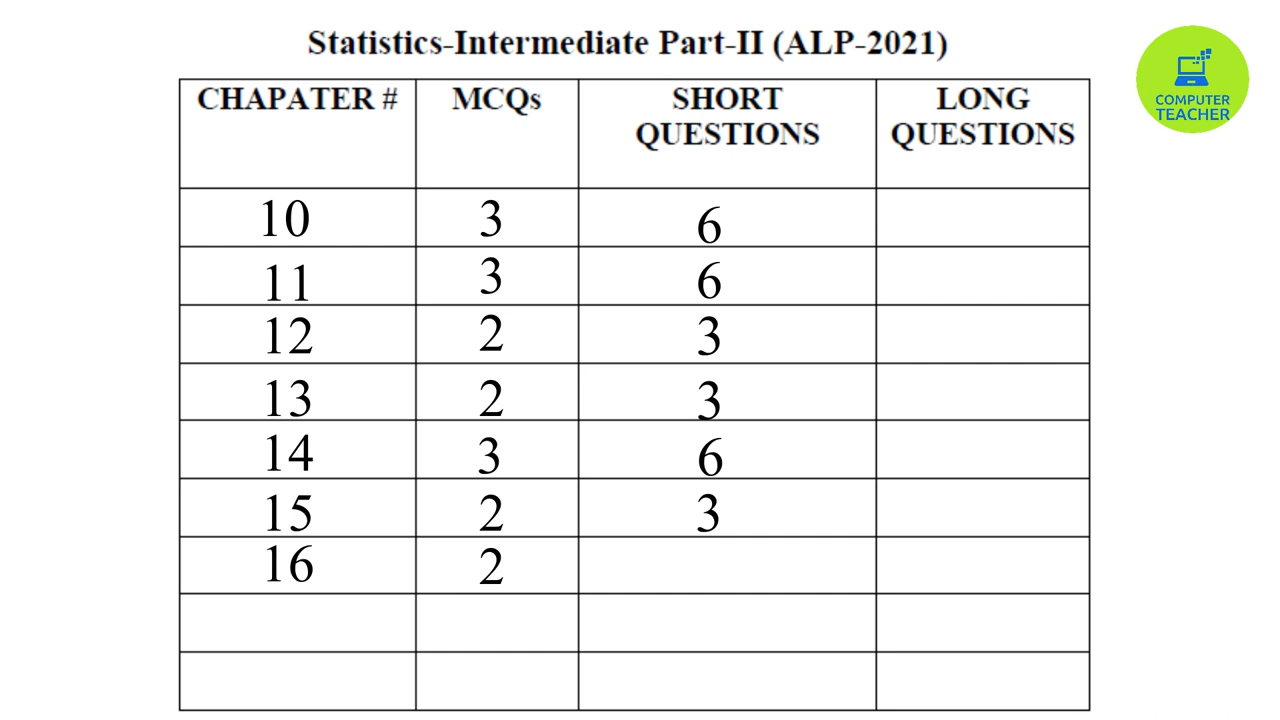 Statistics-Intermediate Part-II (ALP-2021)
COMPUTER
TEACHER
CHAPATER # MCQs SHORT LONG
QUESTIONS QUESTIONS
10 3 6
11 3 6
12 2 3
13 2 3
14 3 6
15 2 3
16 2